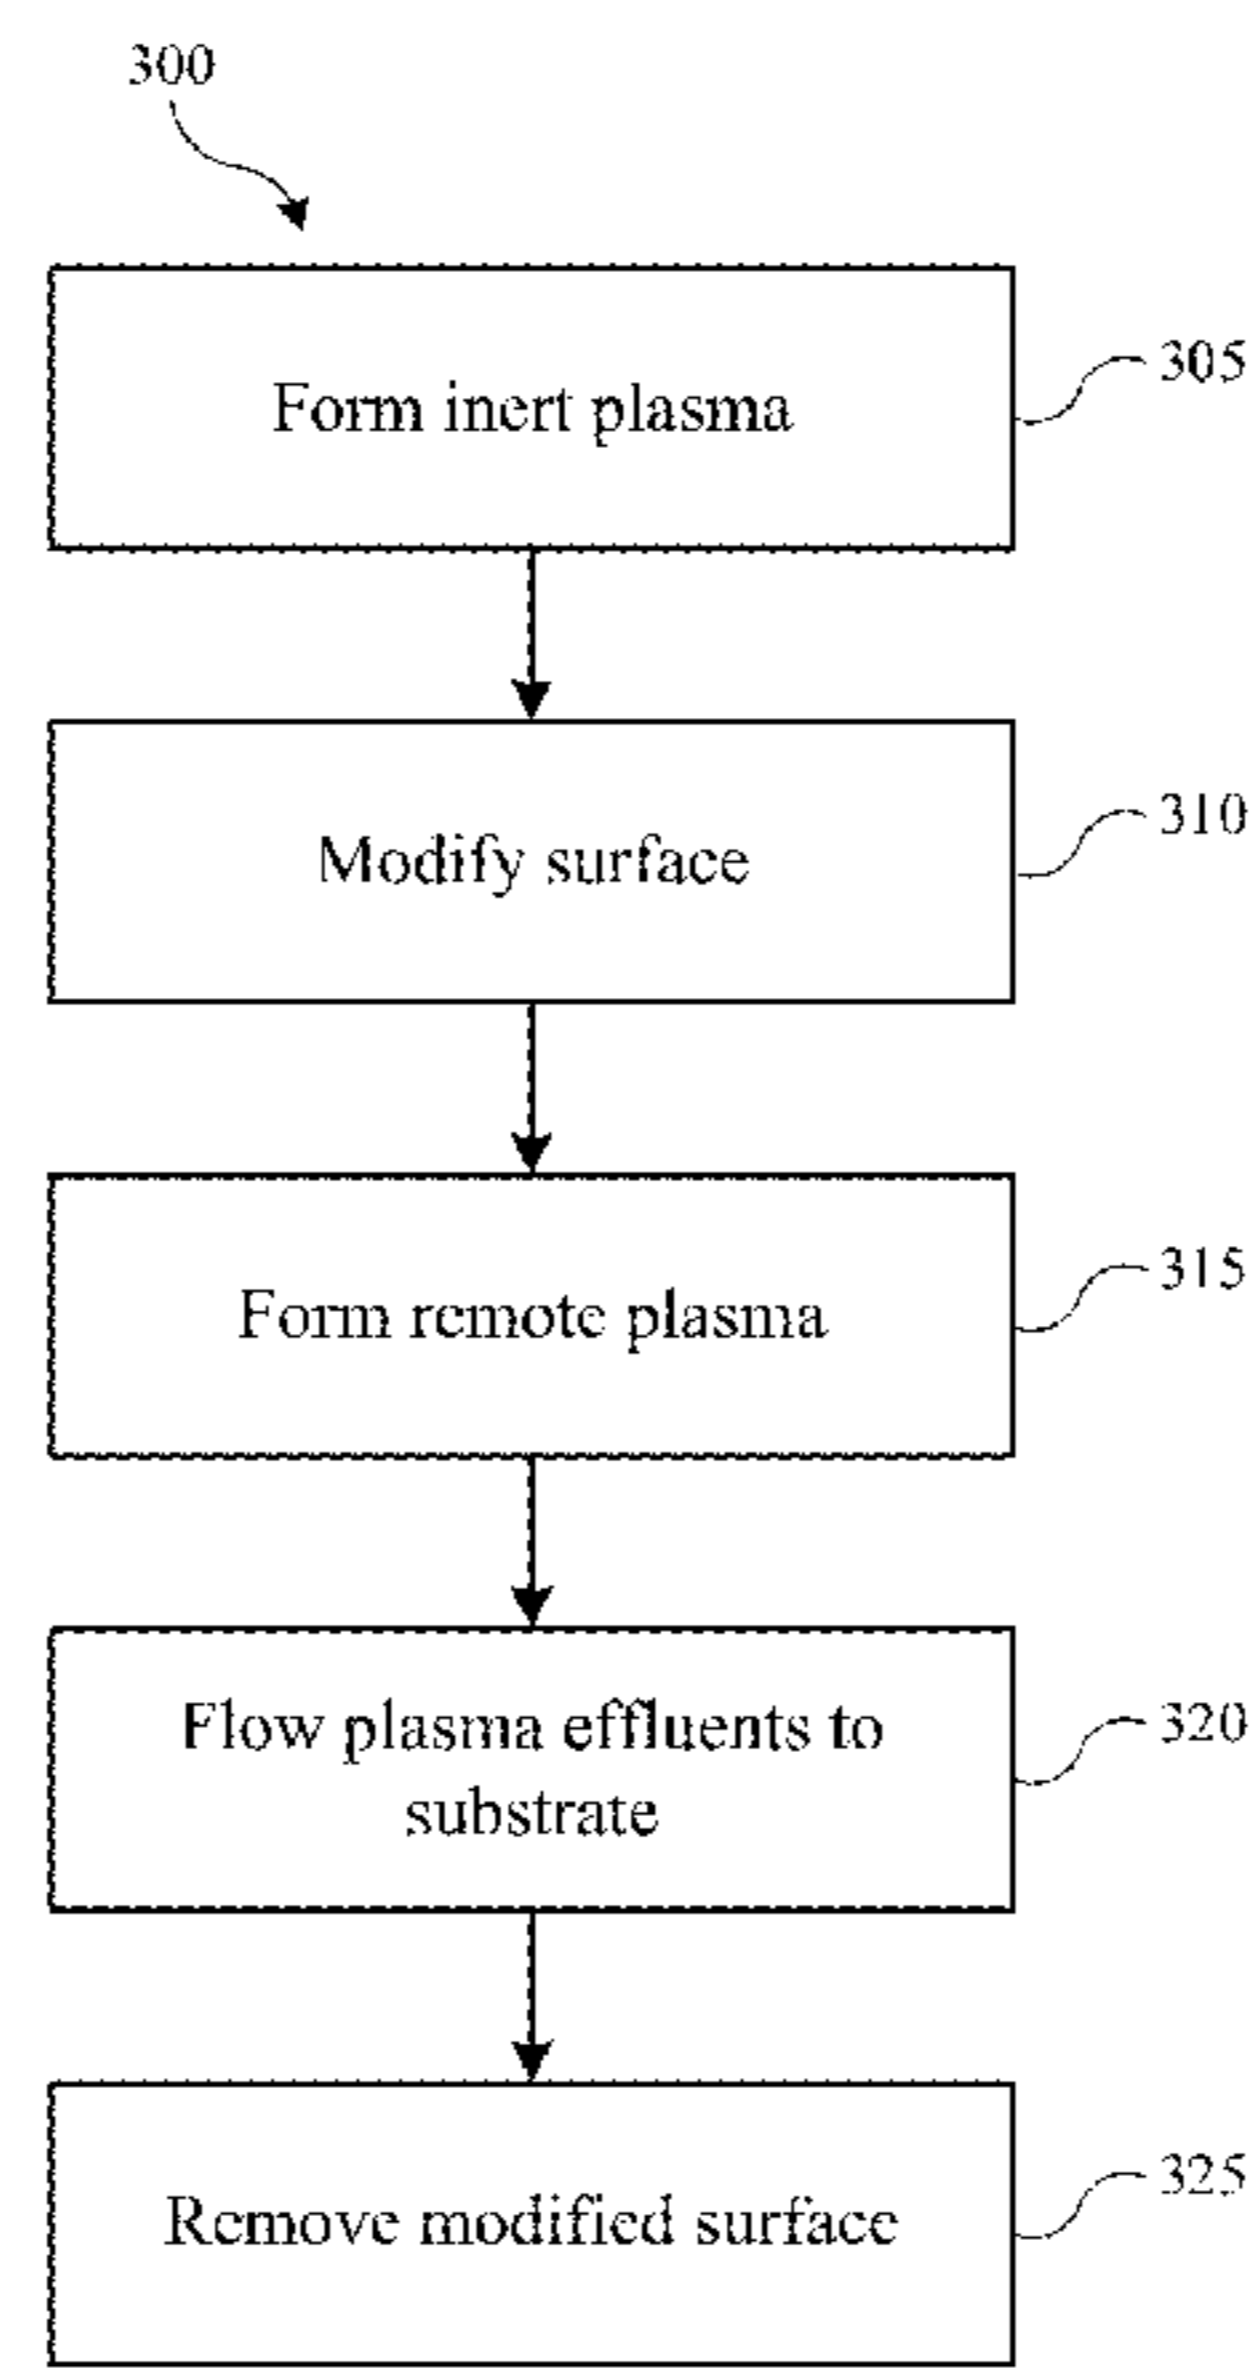 300
Form inert plasma
305
Modify surface
310
Form remote plasma
315
Flow plasma effluents to
substrate
320
Remove modified surface
325